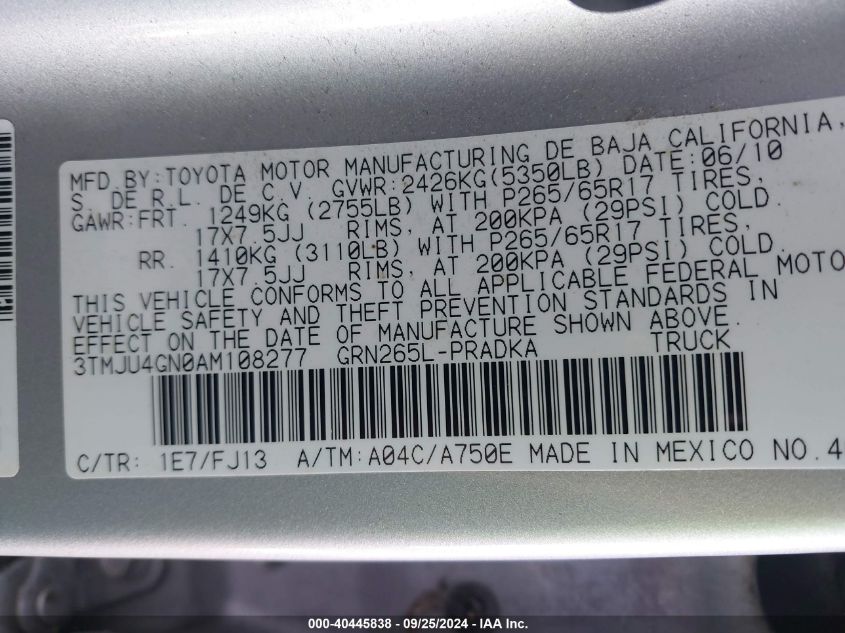 MFD. BY: TOYOTA MOTOR MANUFACTURING DE BAJA CALIFORNIA,
S. DE R.L. DE C.V. GVWR: 2426KG(5350LB) DATE: 06/10
GAWR: FRT. 1249KG (2755LB) WITH P265/65R17 TIRES,
17X7.5JJ RIMS, AT 200KPA (29PSI) COLD.
RR. 1410KG (3110LB) WITH P265/65R17 TIRES,
17X7.5JJ RIMS, AT 200KPA (29PSI) COLD.
THIS VEHICLE CONFORMS TO ALL APPLICABLE FEDERAL MOTO
VEHICLE SAFETY AND THEFT PREVENTION STANDARDS IN
EFFECT ON THE DATE OF MANUFACTURE SHOWN ABOVE.
3TMJU4GN0AM108277 GRN265L-PRADKA TRUCK
C/TR: 1E7/FJ13 A/TM: A04C/A750E MADE IN MEXICO NO.4
000-40445838 - 09/25/2024 - IAA Inc.